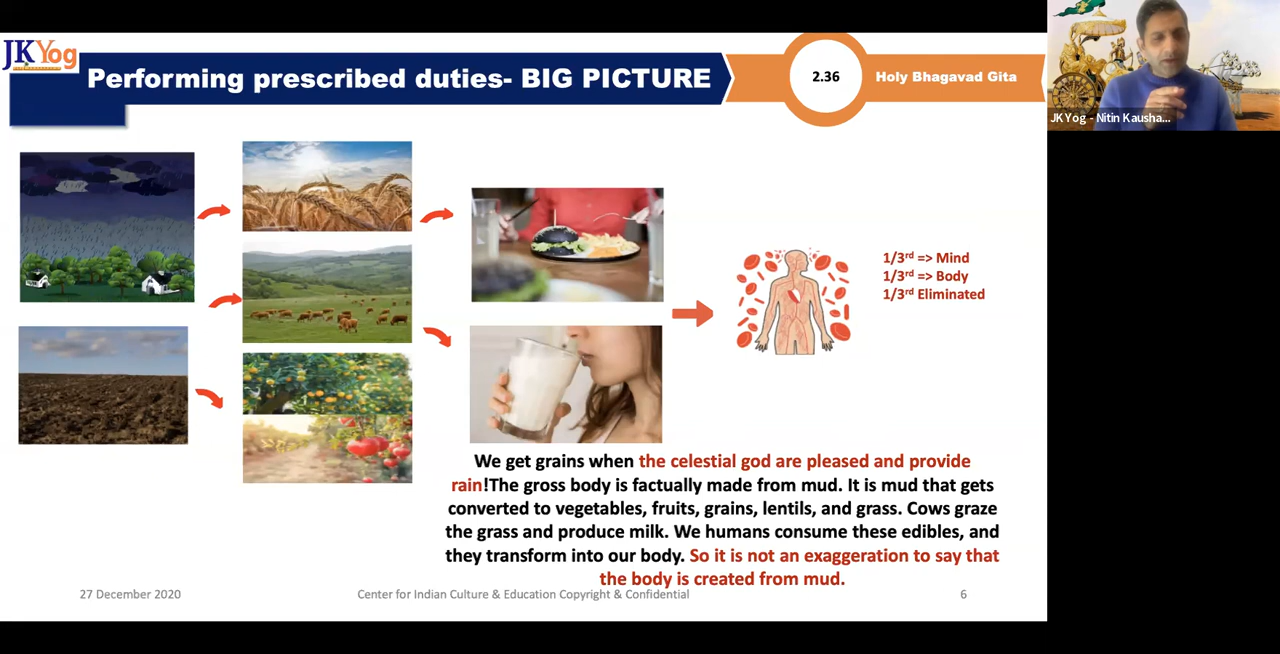 JKYog
Performing prescribed duties- BIG PICTURE
2.36
Holy Bhagavad Gita
JKYog - Nitin Kausha...
1/3rd => Mind
1/3rd => Body
1/3rd Eliminated
We get grains when the celestial god are pleased and provide
rain!The gross body is factually made from mud. It is mud that gets
converted to vegetables, fruits, grains, lentils, and grass. Cows graze
the grass and produce milk. We humans consume these edibles, and
they transform into our body. So it is not an exaggeration to say that
the body is created from mud.
27 December 2020
Center for Indian Culture & Education Copyright & Confidential
6